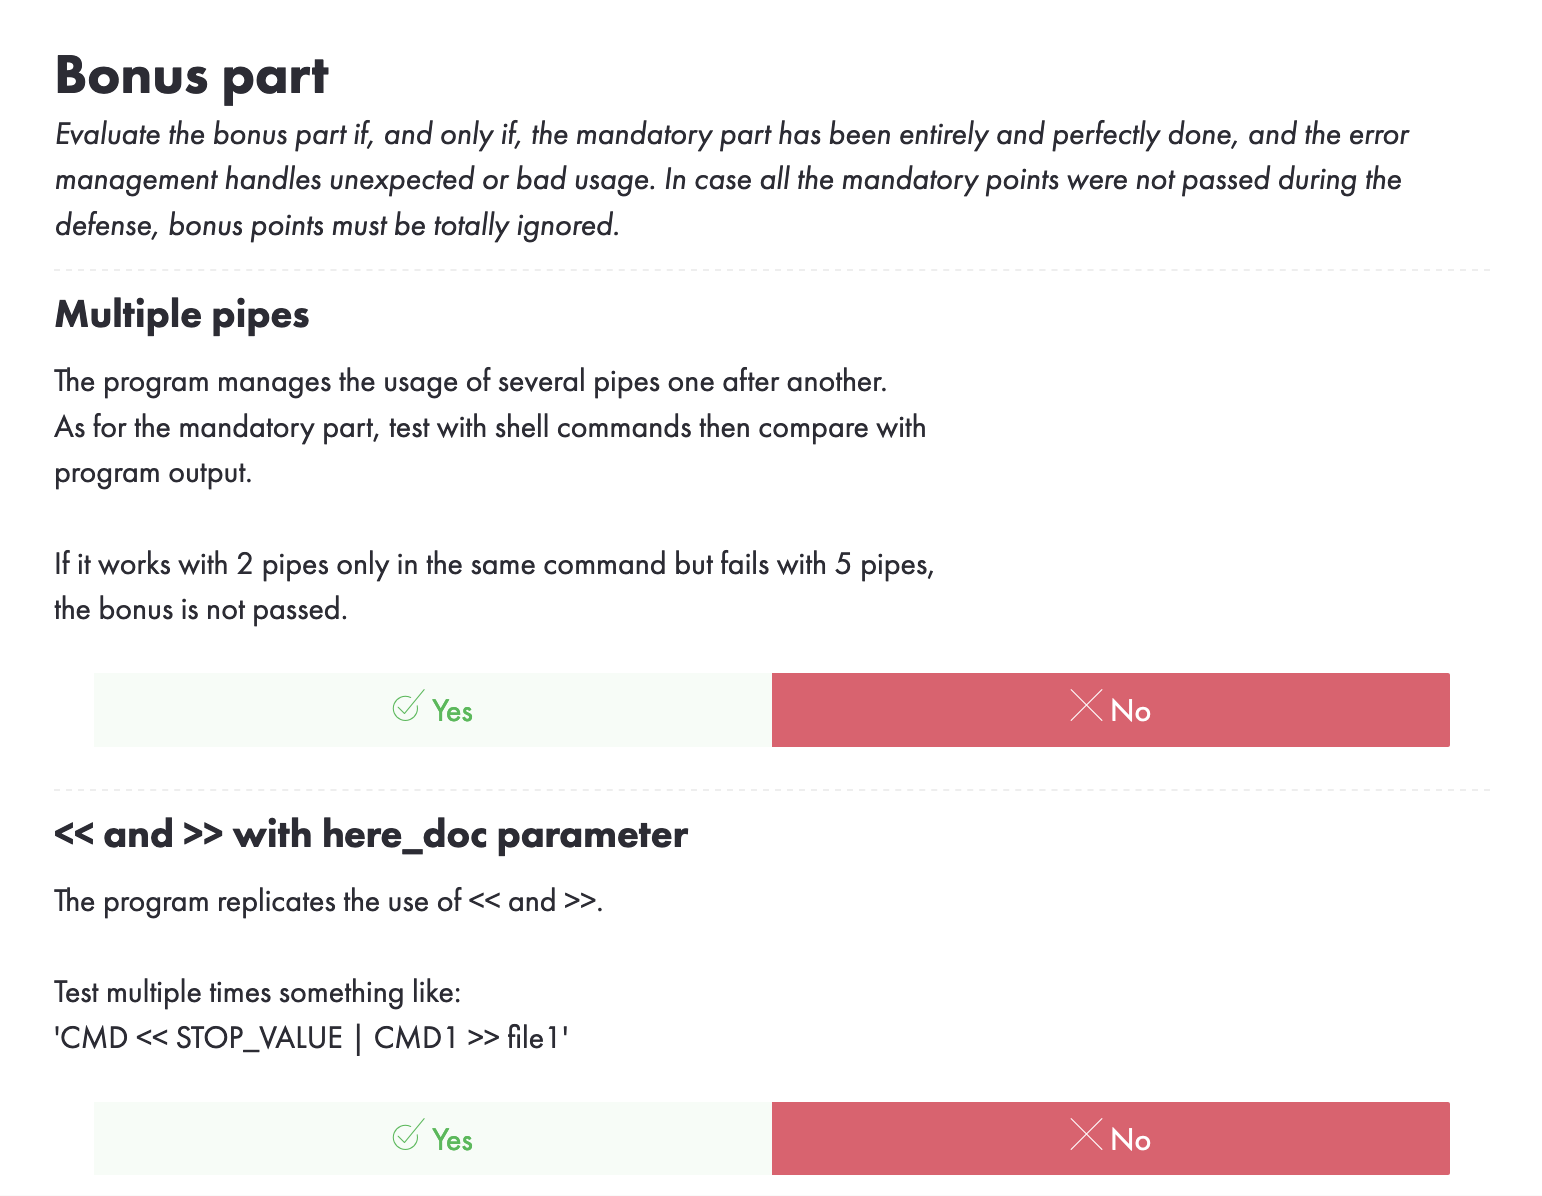 Bonus part
Evaluate the bonus part if, and only if, the mandatory part has been entirely and perfectly done, and the error
management handles unexpected or bad usage. In case all the mandatory points were not passed during the
defense, bonus points must be totally ignored.
Multiple pipes
The program manages the usage of several pipes one after another.
As for the mandatory part, test with shell commands then compare with
program output.
If it works with 2 pipes only in the same command but fails with 5 pipes,
the bonus is not passed.
Yes
No
<< and >> with here_doc parameter
The program replicates the use of << and >>.
Test multiple times something like:
'CMD << STOP_VALUE | CMD1 >> file1'
Yes
No